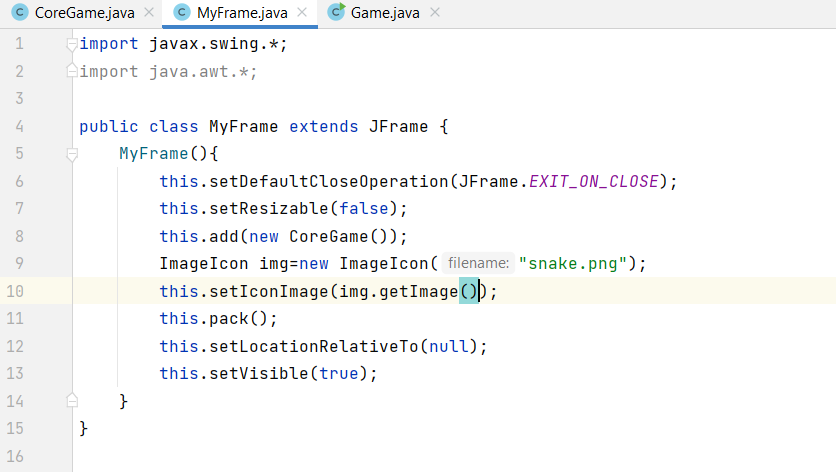 CoreGame.java MyFrame.java Game.java
1 import javax.swing.*;
2 import java.awt.*;
3
4 public class MyFrame extends JFrame {
5     MyFrame(){
6         this.setDefaultCloseOperation(JFrame.EXIT_ON_CLOSE);
7         this.setResizable(false);
8         this.add(new CoreGame());
9         ImageIcon img=new ImageIcon( filename: "snake.png");
10         this.setIconImage(img.getImage());
11         this.pack();
12         this.setLocationRelativeTo(null);
13         this.setVisible(true);
14     }
15 }
16